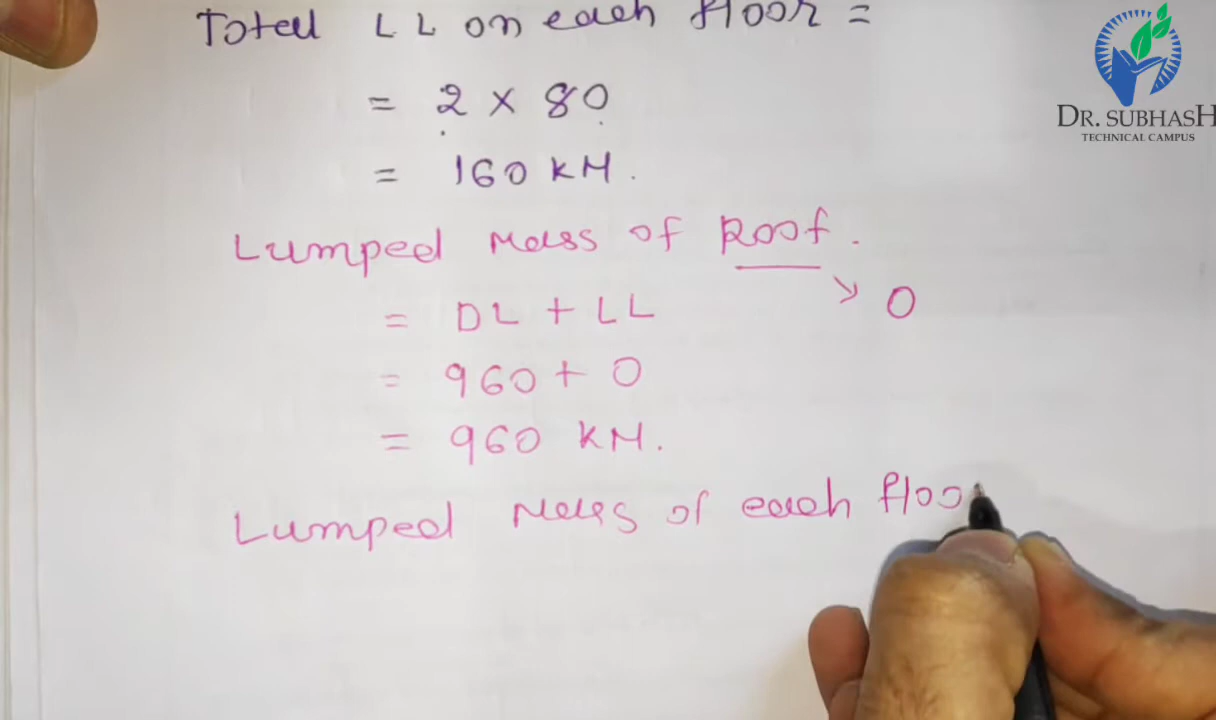 Total LL on each floor =
= 2 × 80
= 160 KN.
Lumped Mass of Roof.
= DL + LL → 0
= 960 + 0
= 960 KN.
Lumped Mass of each floo
DR. SUBHASH
TECHNICAL CAMPUS